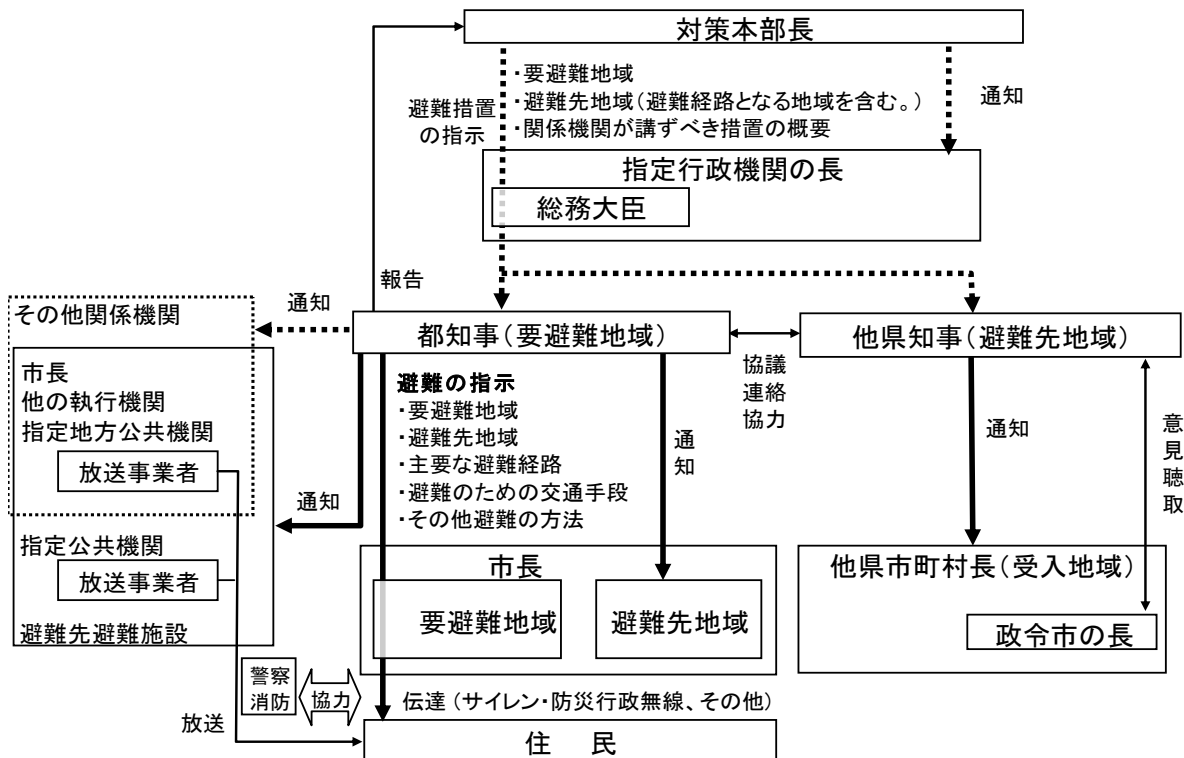 対策本部長
・要避難地域
・避難先地域(避難経路となる地域を含む。)
・関係機関が講ずべき措置の概要
避難措置
の指示
通知
指定行政機関の長
総務大臣
報告
その他関係機関
通知
都知事(要避難地域)
他県知事(避難先地域)
協議
連絡
協力
市長
他の執行機関
指定地方公共機関
放送事業者
避難の指示
・要避難地域
・避難先地域
・主要な避難経路
・避難のための交通手段
・その他避難の方法
通知
通知
通知
意見聴取
指定公共機関
放送事業者
避難先避難施設
市長
要避難地域
避難先地域
他県市町村長(受入地域)
政令市の長
警察
消防
協力
伝達 (サイレン・防災行政無線、その他)
放送
住 民